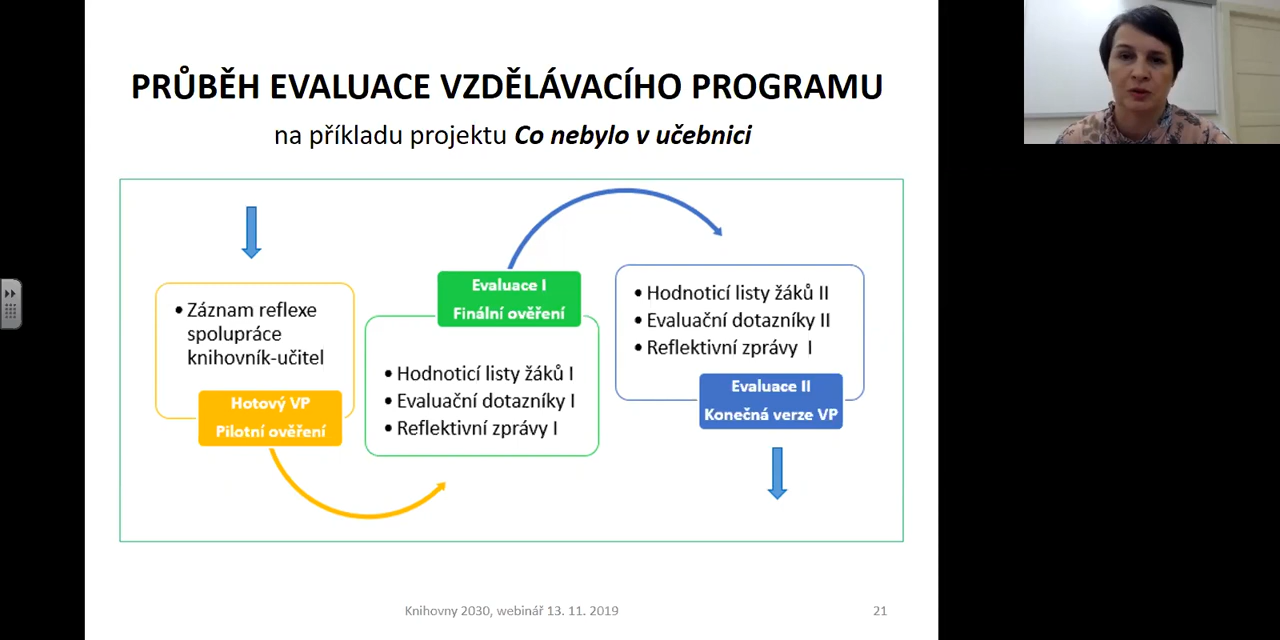 PRŮBĚH EVALUACE VZDĚLÁVACÍHO PROGRAMU
na příkladu projektu Co nebylo v učebnici
• Záznam reflexe
spolupráce
knihovník-učitel
Hotový VP
Pilotní ověření
Evaluace I
Finální ověření
• Hodnoticí listy žáků I
• Evaluační dotazníky I
• Reflektivní zprávy I
• Hodnoticí listy žáků II
• Evaluační dotazníky II
• Reflektivní zprávy I
Evaluace II
Konečná verze VP
Knihovny 2030, webinář 13. 11. 2019
21